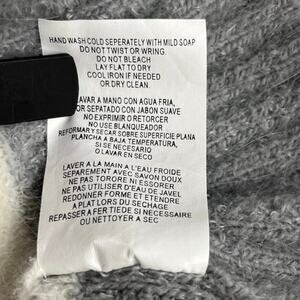 HAND WASH COLD SEPERATELY WITH MILD SOAP
DO NOT TWIST OR WRING.
DO NOT BLEACH
LAY FLAT TO DRY
COOL IRON IF NEEDED
OR DRY CLEAN.
LAVAR A MANO CON AGUA FRIA,
POR SEPATADO CON JABON SUAVE
NO EXPRIMIR O RETORCER
NO USE BLANQUEADOR
REFORMAR Y SECAR SOBRE SUPERFICIE PLANA
PLANCHA A BAJA TEMPERATURA,
SI SE NECESARIO
O LAVAR EN SECO
LAVER A LA MAIN A L'EAU FROIDE
SEPAREMENT AVEC SAVON DOUX
NE PAS TORORE NI ESSORER
NE PAS UTILISER D'EAU DE JAVEL
REDONNER FORME ET ETENDRE
A PLAT LORS DU SECHAGE
REPASSER A FER TIEDE SI NECESSAIRE
OU NETTOYER A SEC